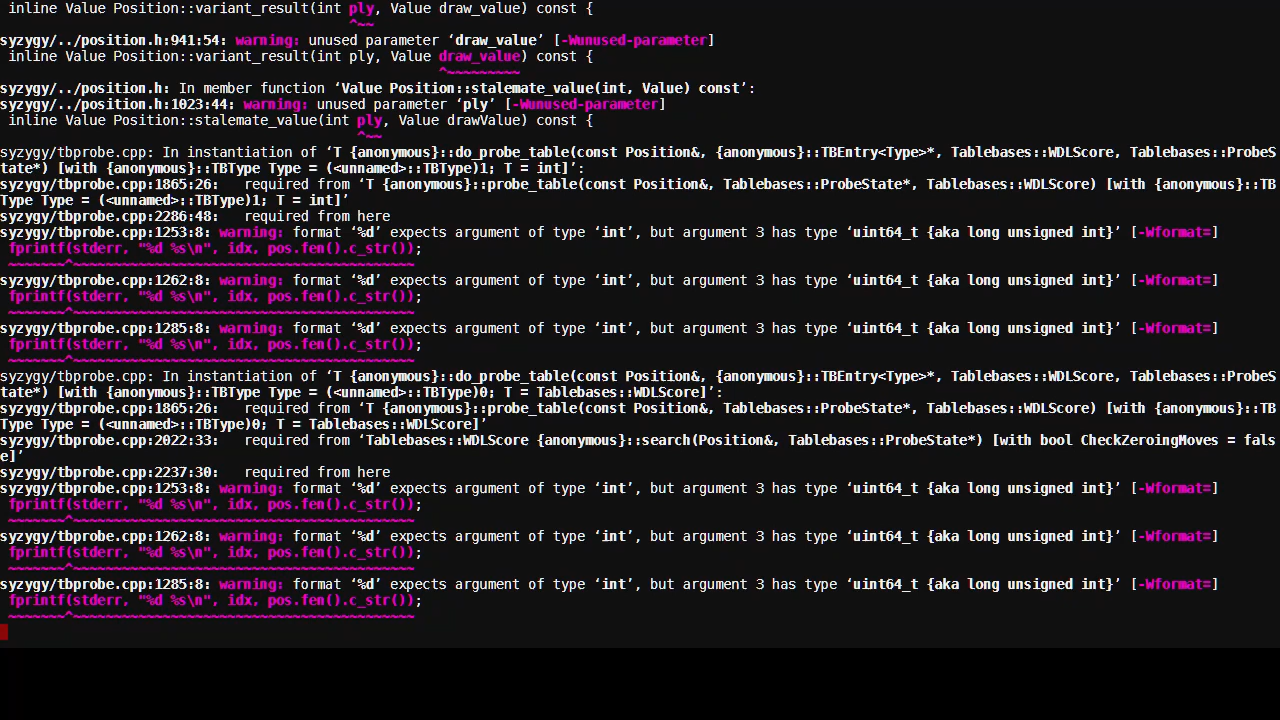 inline Value Position::variant_result(int ply, Value draw_value) const {
^~~
syzygy/../position.h:941:54: warning: unused parameter ‘draw_value’ [-Wunused-parameter]
inline Value Position::variant_result(int ply, Value draw_value) const {
^~~~~~~~~~
syzygy/../position.h: In member function ‘Value Position::stalemate_value(int, Value) const’:
syzygy/../position.h:1023:44: warning: unused parameter ‘ply’ [-Wunused-parameter]
inline Value Position::stalemate_value(int ply, Value drawValue) const {
^~~
syzygy/tbprobe.cpp: In instantiation of ‘T {anonymous}::do_probe_table(const Position&, {anonymous}::TBEntry<Type>*, Tablebases::WDLScore, Tablebases::ProbeS
tate*) [with {anonymous}::TBType Type = (<unnamed>::TBType)1; T = int]’:
syzygy/tbprobe.cpp:1865:26:   required from ‘T {anonymous}::probe_table(const Position&, Tablebases::ProbeState*, Tablebases::WDLScore) [with {anonymous}::TB
Type Type = (<unnamed>::TBType)1; T = int]’
syzygy/tbprobe.cpp:2286:48:   required from here
syzygy/tbprobe.cpp:1253:8: warning: format ‘%d’ expects argument of type ‘int’, but argument 3 has type ‘uint64_t {aka long unsigned int}’ [-Wformat=]
fprintf(stderr, "%d %s\n", idx, pos.fen().c_str());
~~~~~~~^~~~~~~~~~~~~~~~~~~~~~~~~~~~~~~~~~~~~~~~~~~
syzygy/tbprobe.cpp:1262:8: warning: format ‘%d’ expects argument of type ‘int’, but argument 3 has type ‘uint64_t {aka long unsigned int}’ [-Wformat=]
fprintf(stderr, "%d %s\n", idx, pos.fen().c_str());
~~~~~~~^~~~~~~~~~~~~~~~~~~~~~~~~~~~~~~~~~~~~~~~~~~
syzygy/tbprobe.cpp:1285:8: warning: format ‘%d’ expects argument of type ‘int’, but argument 3 has type ‘uint64_t {aka long unsigned int}’ [-Wformat=]
fprintf(stderr, "%d %s\n", idx, pos.fen().c_str());
~~~~~~~^~~~~~~~~~~~~~~~~~~~~~~~~~~~~~~~~~~~~~~~~~~
syzygy/tbprobe.cpp: In instantiation of ‘T {anonymous}::do_probe_table(const Position&, {anonymous}::TBEntry<Type>*, Tablebases::WDLScore, Tablebases::ProbeS
tate*) [with {anonymous}::TBType Type = (<unnamed>::TBType)0; T = Tablebases::WDLScore]’:
syzygy/tbprobe.cpp:1865:26:   required from ‘T {anonymous}::probe_table(const Position&, Tablebases::ProbeState*, Tablebases::WDLScore) [with {anonymous}::TB
Type Type = (<unnamed>::TBType)0; T = Tablebases::WDLScore]’
syzygy/tbprobe.cpp:2022:33:   required from ‘Tablebases::WDLScore {anonymous}::search(Position&, Tablebases::ProbeState*) [with bool CheckZeroingMoves = fals
e]’
syzygy/tbprobe.cpp:2237:30:   required from here
syzygy/tbprobe.cpp:1253:8: warning: format ‘%d’ expects argument of type ‘int’, but argument 3 has type ‘uint64_t {aka long unsigned int}’ [-Wformat=]
fprintf(stderr, "%d %s\n", idx, pos.fen().c_str());
~~~~~~~^~~~~~~~~~~~~~~~~~~~~~~~~~~~~~~~~~~~~~~~~~~
syzygy/tbprobe.cpp:1262:8: warning: format ‘%d’ expects argument of type ‘int’, but argument 3 has type ‘uint64_t {aka long unsigned int}’ [-Wformat=]
fprintf(stderr, "%d %s\n", idx, pos.fen().c_str());
~~~~~~~^~~~~~~~~~~~~~~~~~~~~~~~~~~~~~~~~~~~~~~~~~~
syzygy/tbprobe.cpp:1285:8: warning: format ‘%d’ expects argument of type ‘int’, but argument 3 has type ‘uint64_t {aka long unsigned int}’ [-Wformat=]
fprintf(stderr, "%d %s\n", idx, pos.fen().c_str());
~~~~~~~^~~~~~~~~~~~~~~~~~~~~~~~~~~~~~~~~~~~~~~~~~~